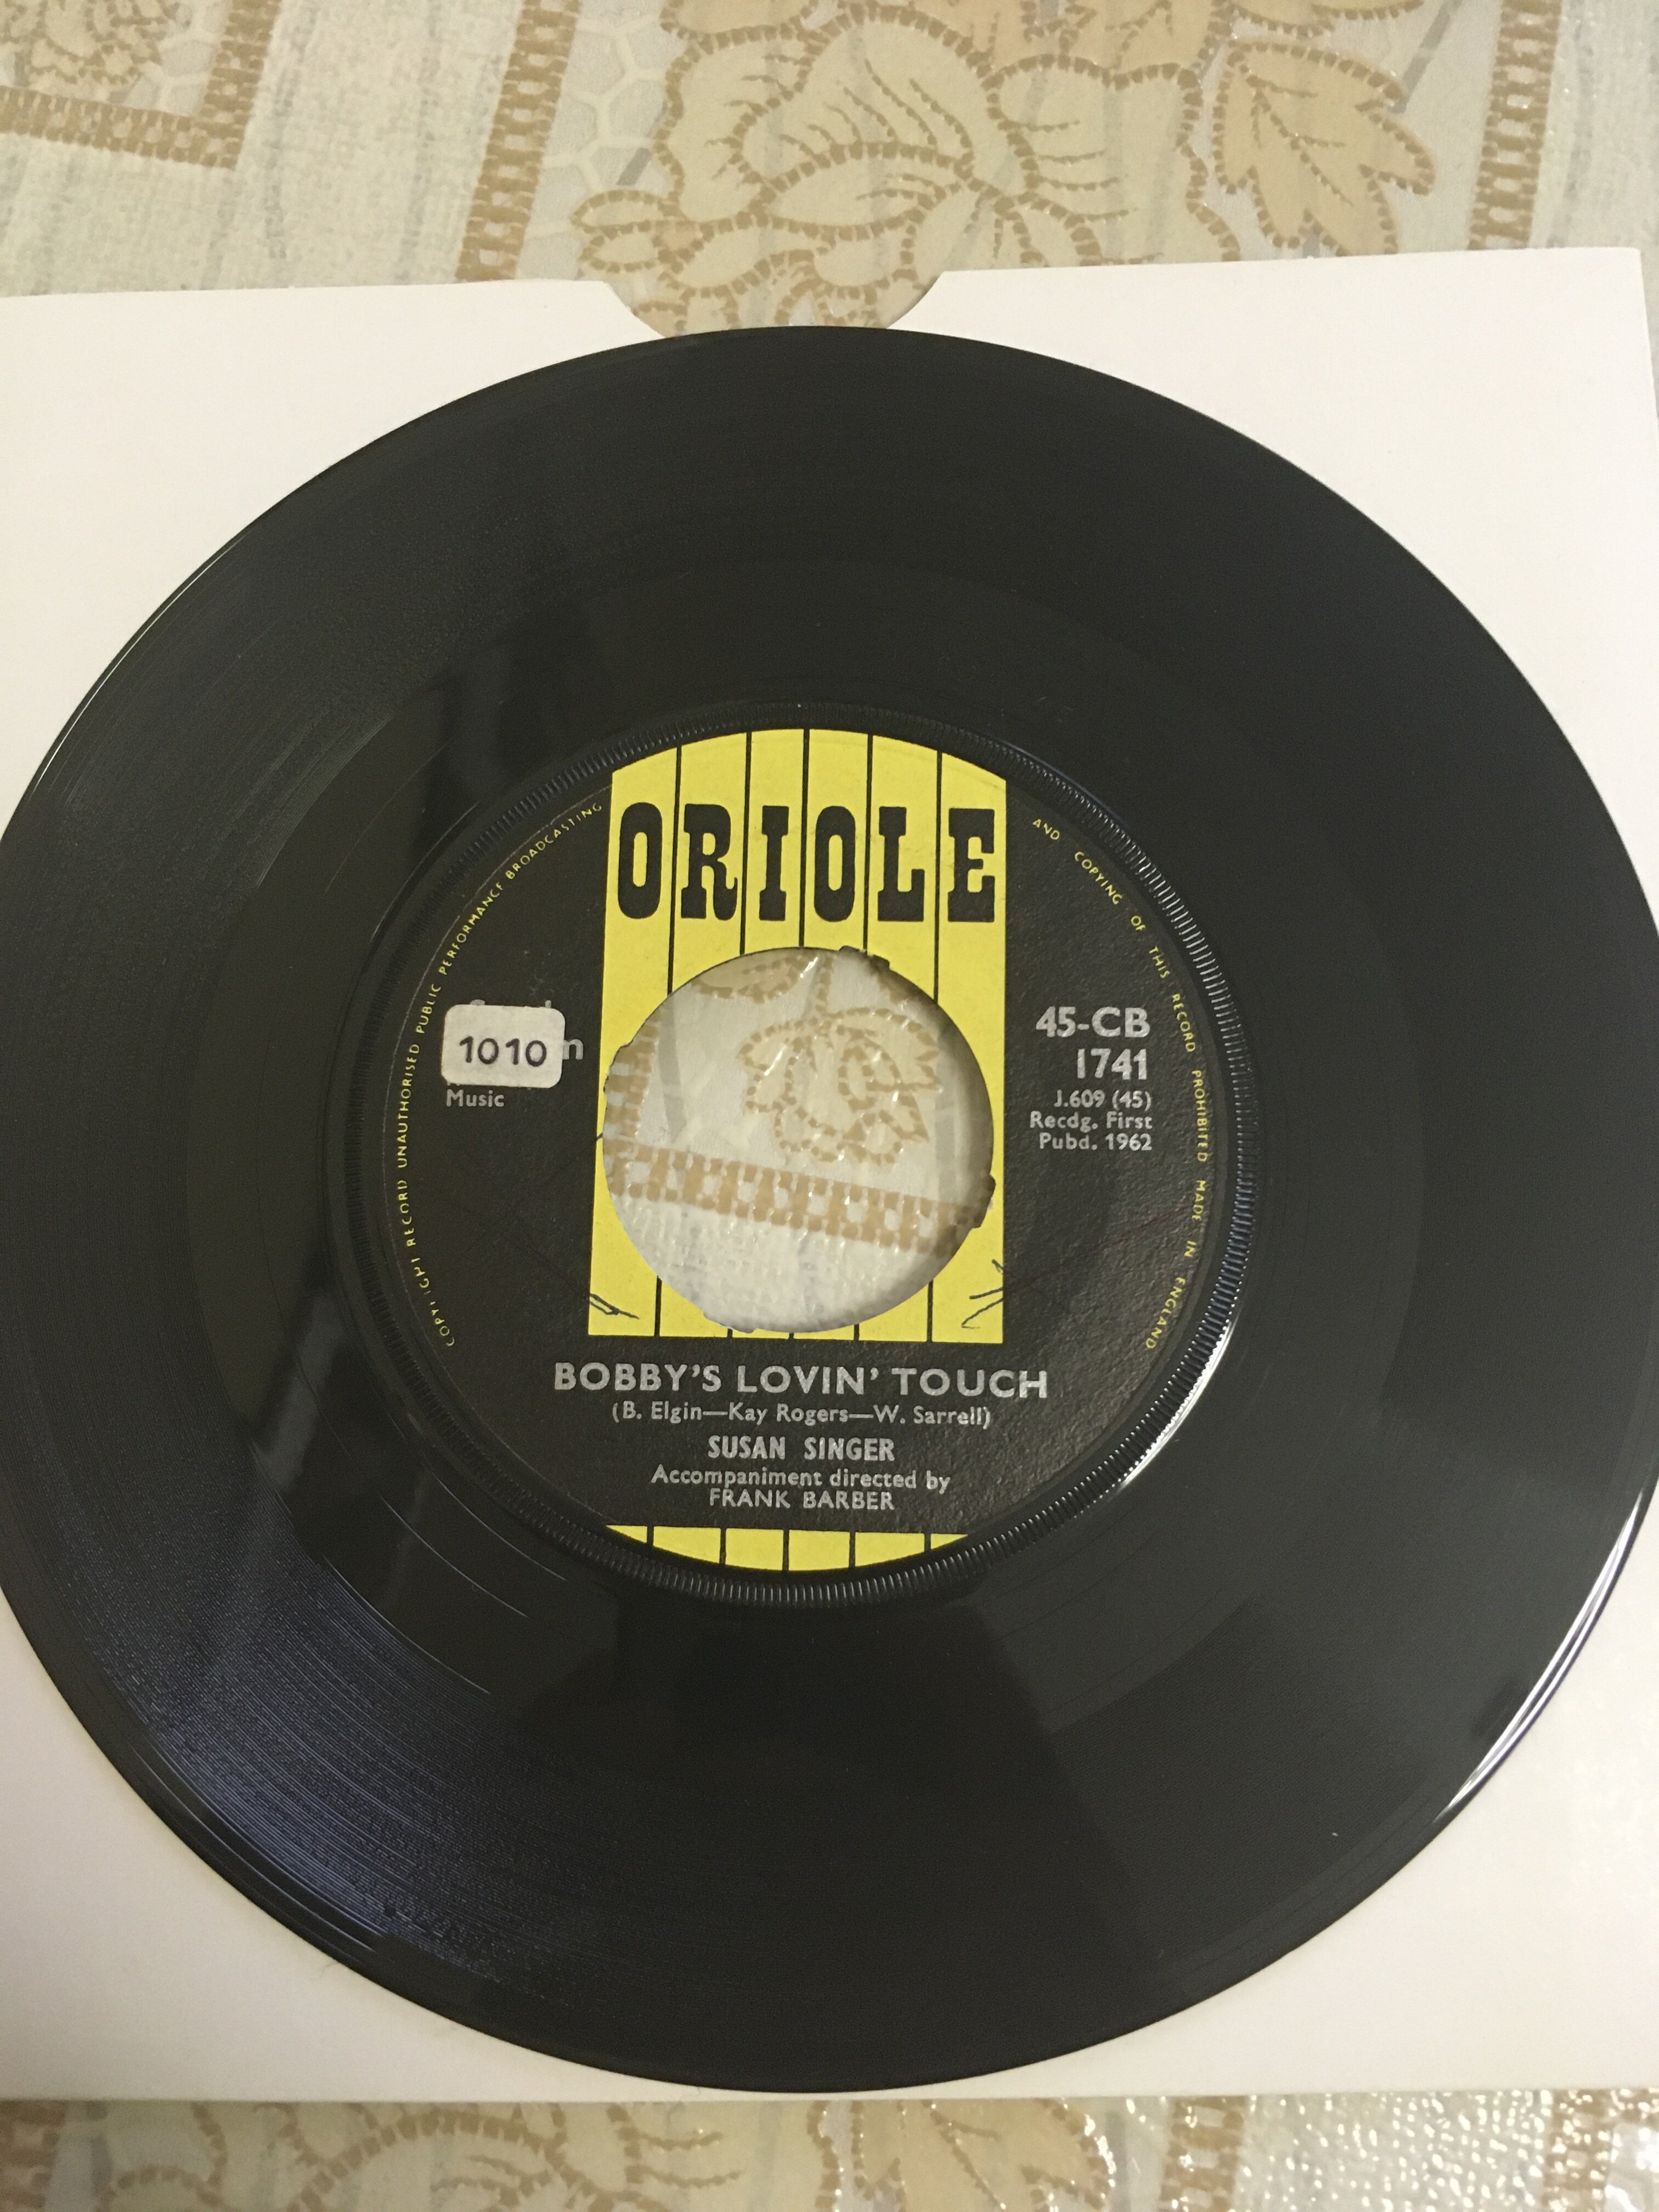 ORIOLE
COPYRIGHT RECORD UNAUTHORISED PUBLIC PERFORMANCE BROADCASTING
AND COPYING OF THIS RECORD PROHIBITED MADE IN ENGLAND
1010
Music
45-CB
1741
J.609 (45)
Recdg. First
Pubd. 1962
BOBBY'S LOVIN' TOUCH
(B. Elgin—Kay Rogers—W. Sarrell)
SUSAN SINGER
Accompaniment directed by
FRANK BARBER